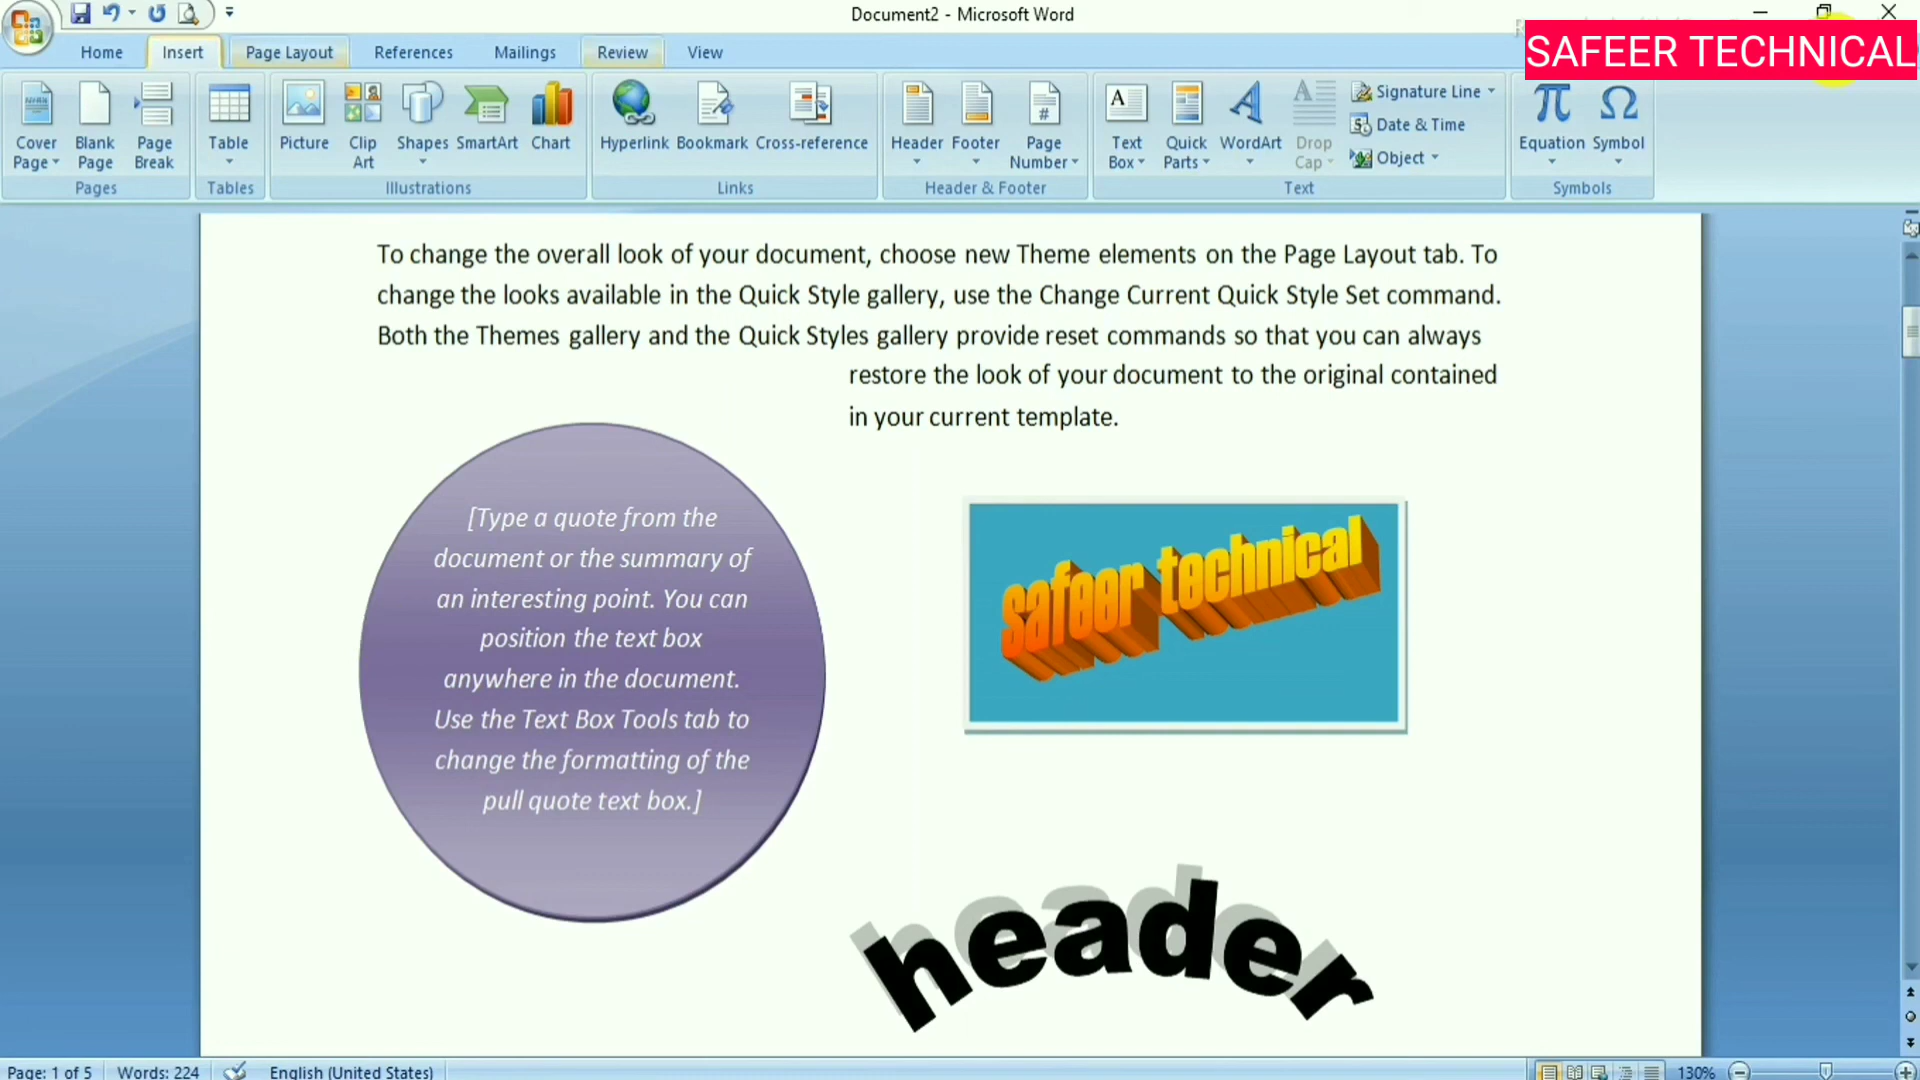 Document2 - Microsoft Word
SAFEER TECHNICAL
Home Insert Page Layout References Mailings Review View
Cover Page
Blank Page
Page Break
Pages
Table
Tables
Picture
Clip Art
Shapes
SmartArt
Chart
Illustrations
Hyperlink
Bookmark
Cross-reference
Links
Header
Footer
Page Number
Header & Footer
Text Box
Quick Parts
WordArt
Drop Cap
Signature Line
Date & Time
Object
Text
Equation
Symbol
Symbols
To change the overall look of your document, choose new Theme elements on the Page Layout tab. To
change the looks available in the Quick Style gallery, use the Change Current Quick Style Set command.
Both the Themes gallery and the Quick Styles gallery provide reset commands so that you can always
restore the look of your document to the original contained
in your current template.
[Type a quote from the
document or the summary of
an interesting point. You can
position the text box
anywhere in the document.
Use the Text Box Tools tab to
change the formatting of the
pull quote text box.]
safeer technical
header
Page: 1 of 5 Words: 224 English (United States) 130%